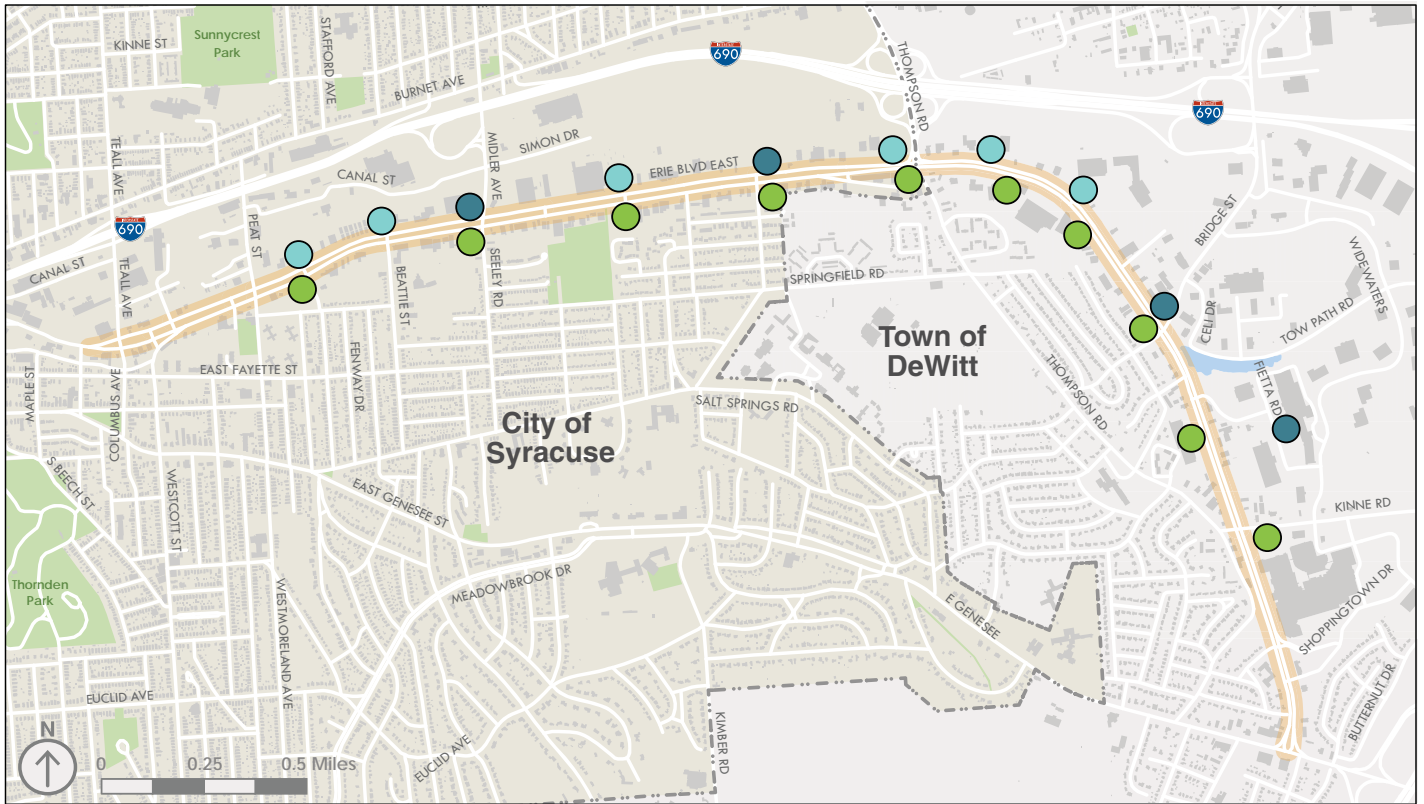 Sunnycrest
Park
KINNE ST
STAFFORD AVE
BURNET AVE
INTERSTATE
690
THOMPSON RD
INTERSTATE
690
TEALL AVE
MIDLER AVE
SIMON DR
CANAL ST
ERIE BLVD EAST
INTERSTATE
690
PEAT ST
CANAL ST
TEALL AVE
BEATTIE ST
SEELEY RD
SPRINGFIELD RD
BRIDGE ST
WIDEWATERS
CELI DR
TOW PATH RD
Town of
DeWitt
MAPLE ST
COLUMBUS AVE
EAST FAYETTE ST
FENWAY DR
THOMPSON RD
FIETTA RD
SALT SPRINGS RD
City of
Syracuse
S BEECH ST
WESTCOTT ST
EAST GENESEE ST
KINNE RD
Thornden
Park
WESTMORELAND AVE
MEADOWBROOK DR
E GENESEE
SHOPPINGTOWN DR
EUCLID AVE
BUTTERNUT DR
KIMBER RD
EUCLID AVE
N
0 0.25 0.5 Miles